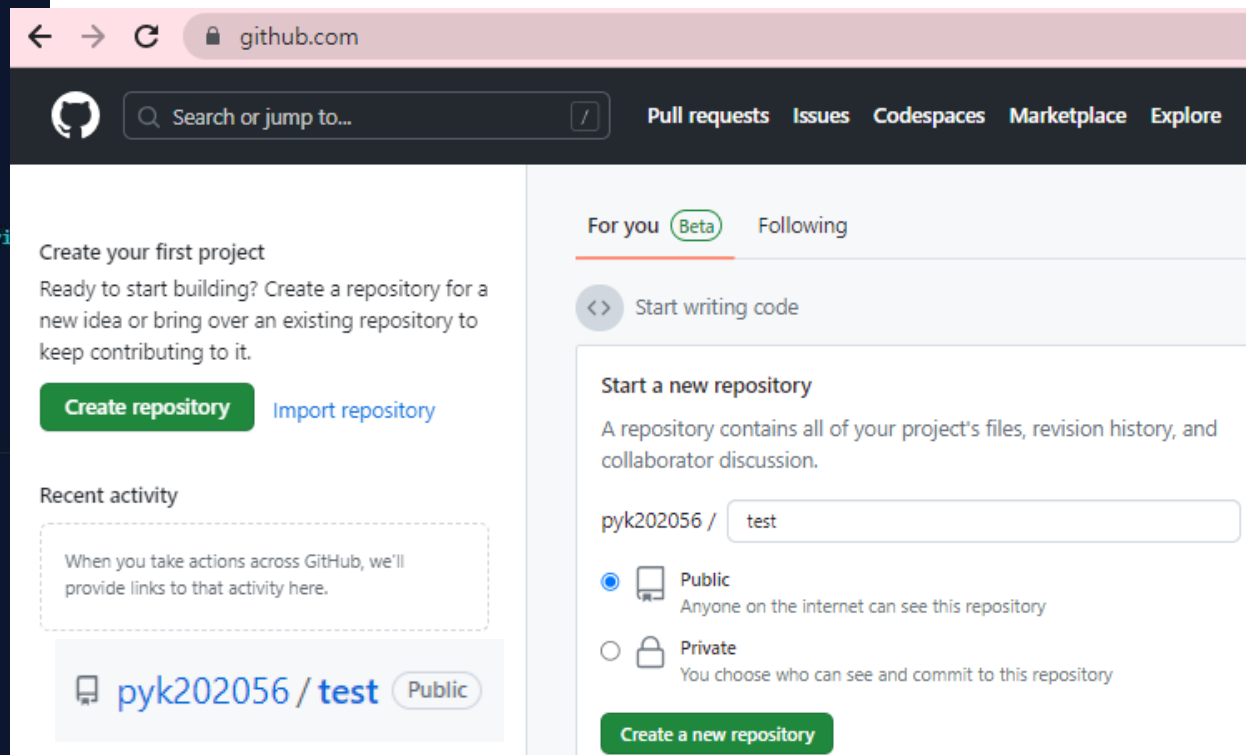 github.com
Search or jump to...
/
Pull requests Issues Codespaces Marketplace Explore
Create your first project
Ready to start building? Create a repository for a
new idea or bring over an existing repository to
keep contributing to it.
Create repository Import repository
Recent activity
When you take actions across GitHub, we'll
provide links to that activity here.
pyk202056 / test Public
For you Beta Following
Start writing code
Start a new repository
A repository contains all of your project's files, revision history, and
collaborator discussion.
pyk202056 / test
Public
Anyone on the internet can see this repository
Private
You choose who can see and commit to this repository
Create a new repository